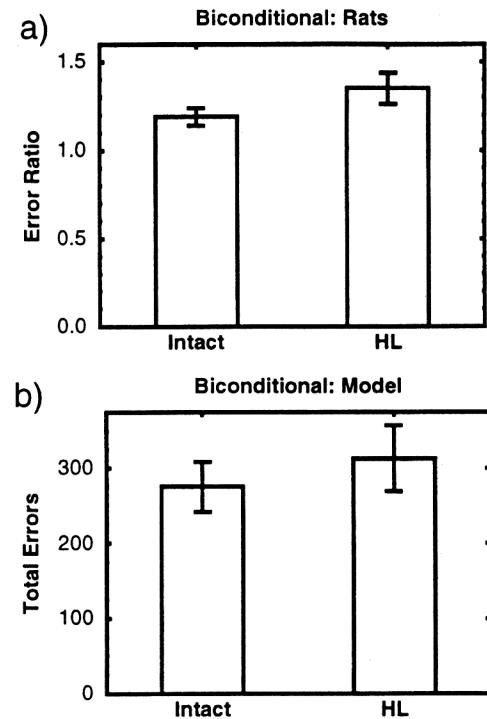 a)
Biconditional: Rats
Error Ratio
1.5
1.0
0.5
0.0
Intact HL
b)
Biconditional: Model
Total Errors
300
200
100
0
Intact HL